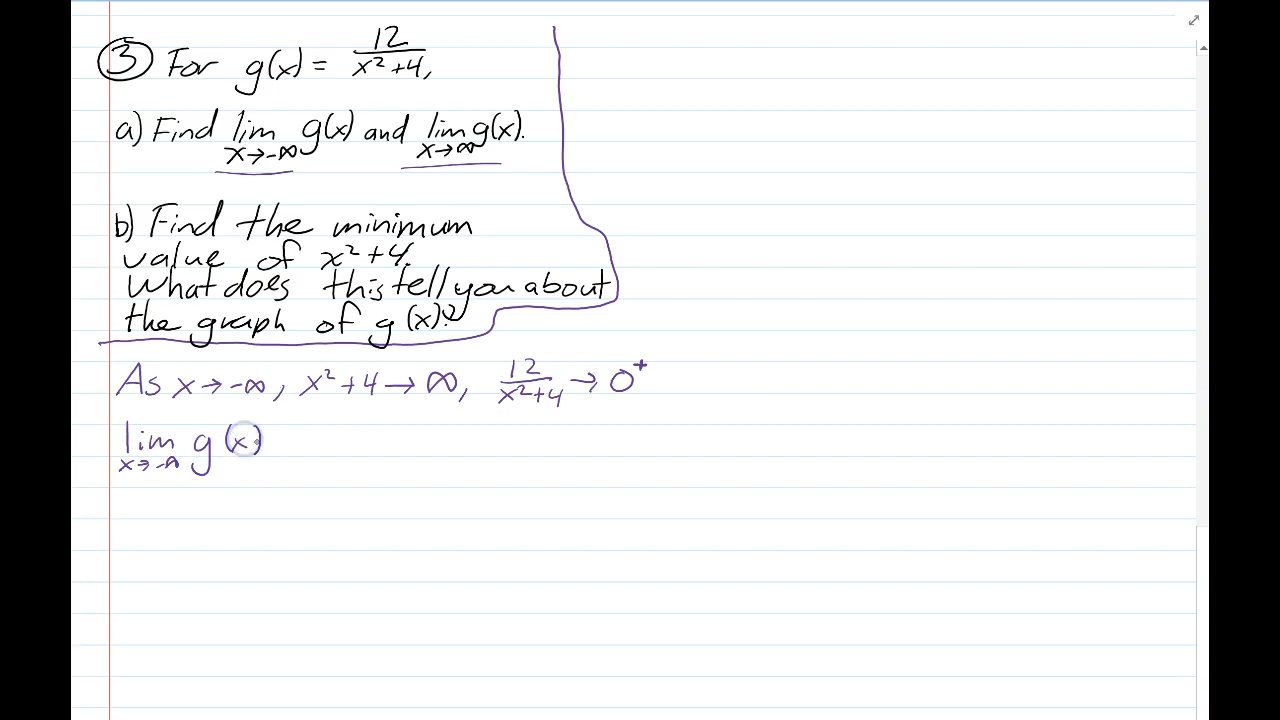 ③ For g(x) = 12/(x²+4),
a) Find lim x→-∞ g(x) and lim x→∞ g(x).
b) Find the minimum
value of x²+4.
What does this tell you about
the graph of g(x)?
As x→-∞, x²+4→∞, 12/(x²+4)→0⁺
lim x→-∞ g(x)